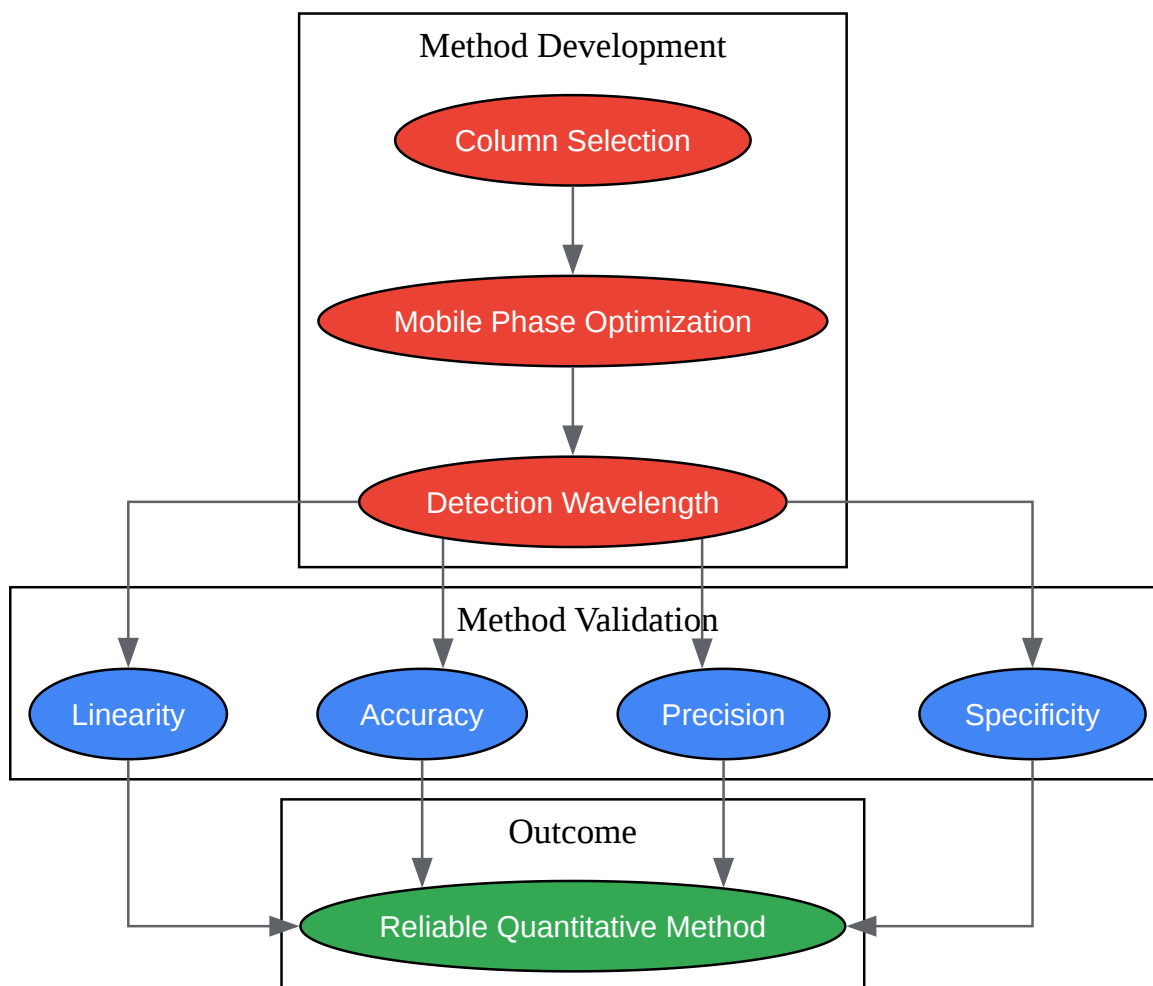 Method Development
Column Selection
Mobile Phase Optimization
Detection Wavelength
Method Validation
Linearity
Accuracy
Precision
Specificity
Outcome
Reliable Quantitative Method